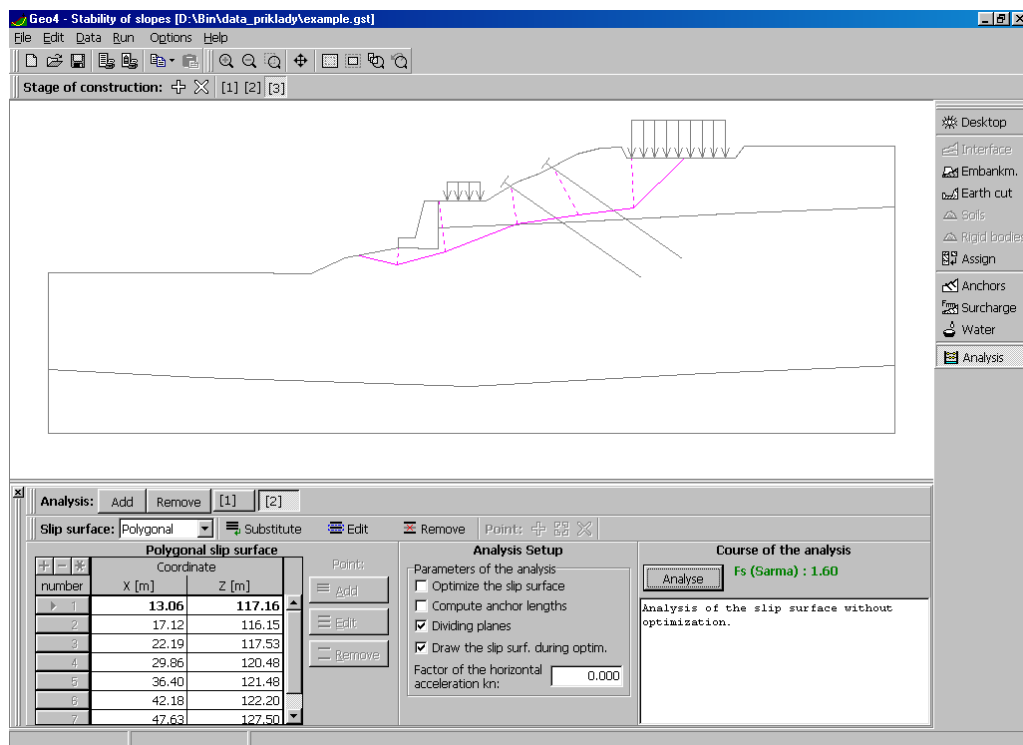 Geo4 - Stability of slopes [D:\Bin\data_priklady\example.gst]
File Edit Data Run Options Help
Stage of construction: [1] [2] [3]
Desktop
Interface
Embankm.
Earth cut
Soils
Rigid bodies
Assign
Anchors
Surcharge
Water
Analysis
Analysis: Add Remove [1] [2]
Slip surface: Polygonal Substitute Edit Remove Point:
Polygonal slip surface
Coordinate
number X [m] Z [m]
1 13.06 117.16
2 17.12 116.15
3 22.19 117.53
4 29.86 120.48
5 36.40 121.48
6 42.18 122.20
7 47.63 127.50
Point:
Add
Edit
Remove
Analysis Setup
Parameters of the analysis
Optimize the slip surface
Compute anchor lengths
Dividing planes
Draw the slip surf. during optim.
Factor of the horizontal
acceleration kn: 0.000
Course of the analysis
Analyse Fs (Sarma) : 1.60
Analysis of the slip surface without
optimization.